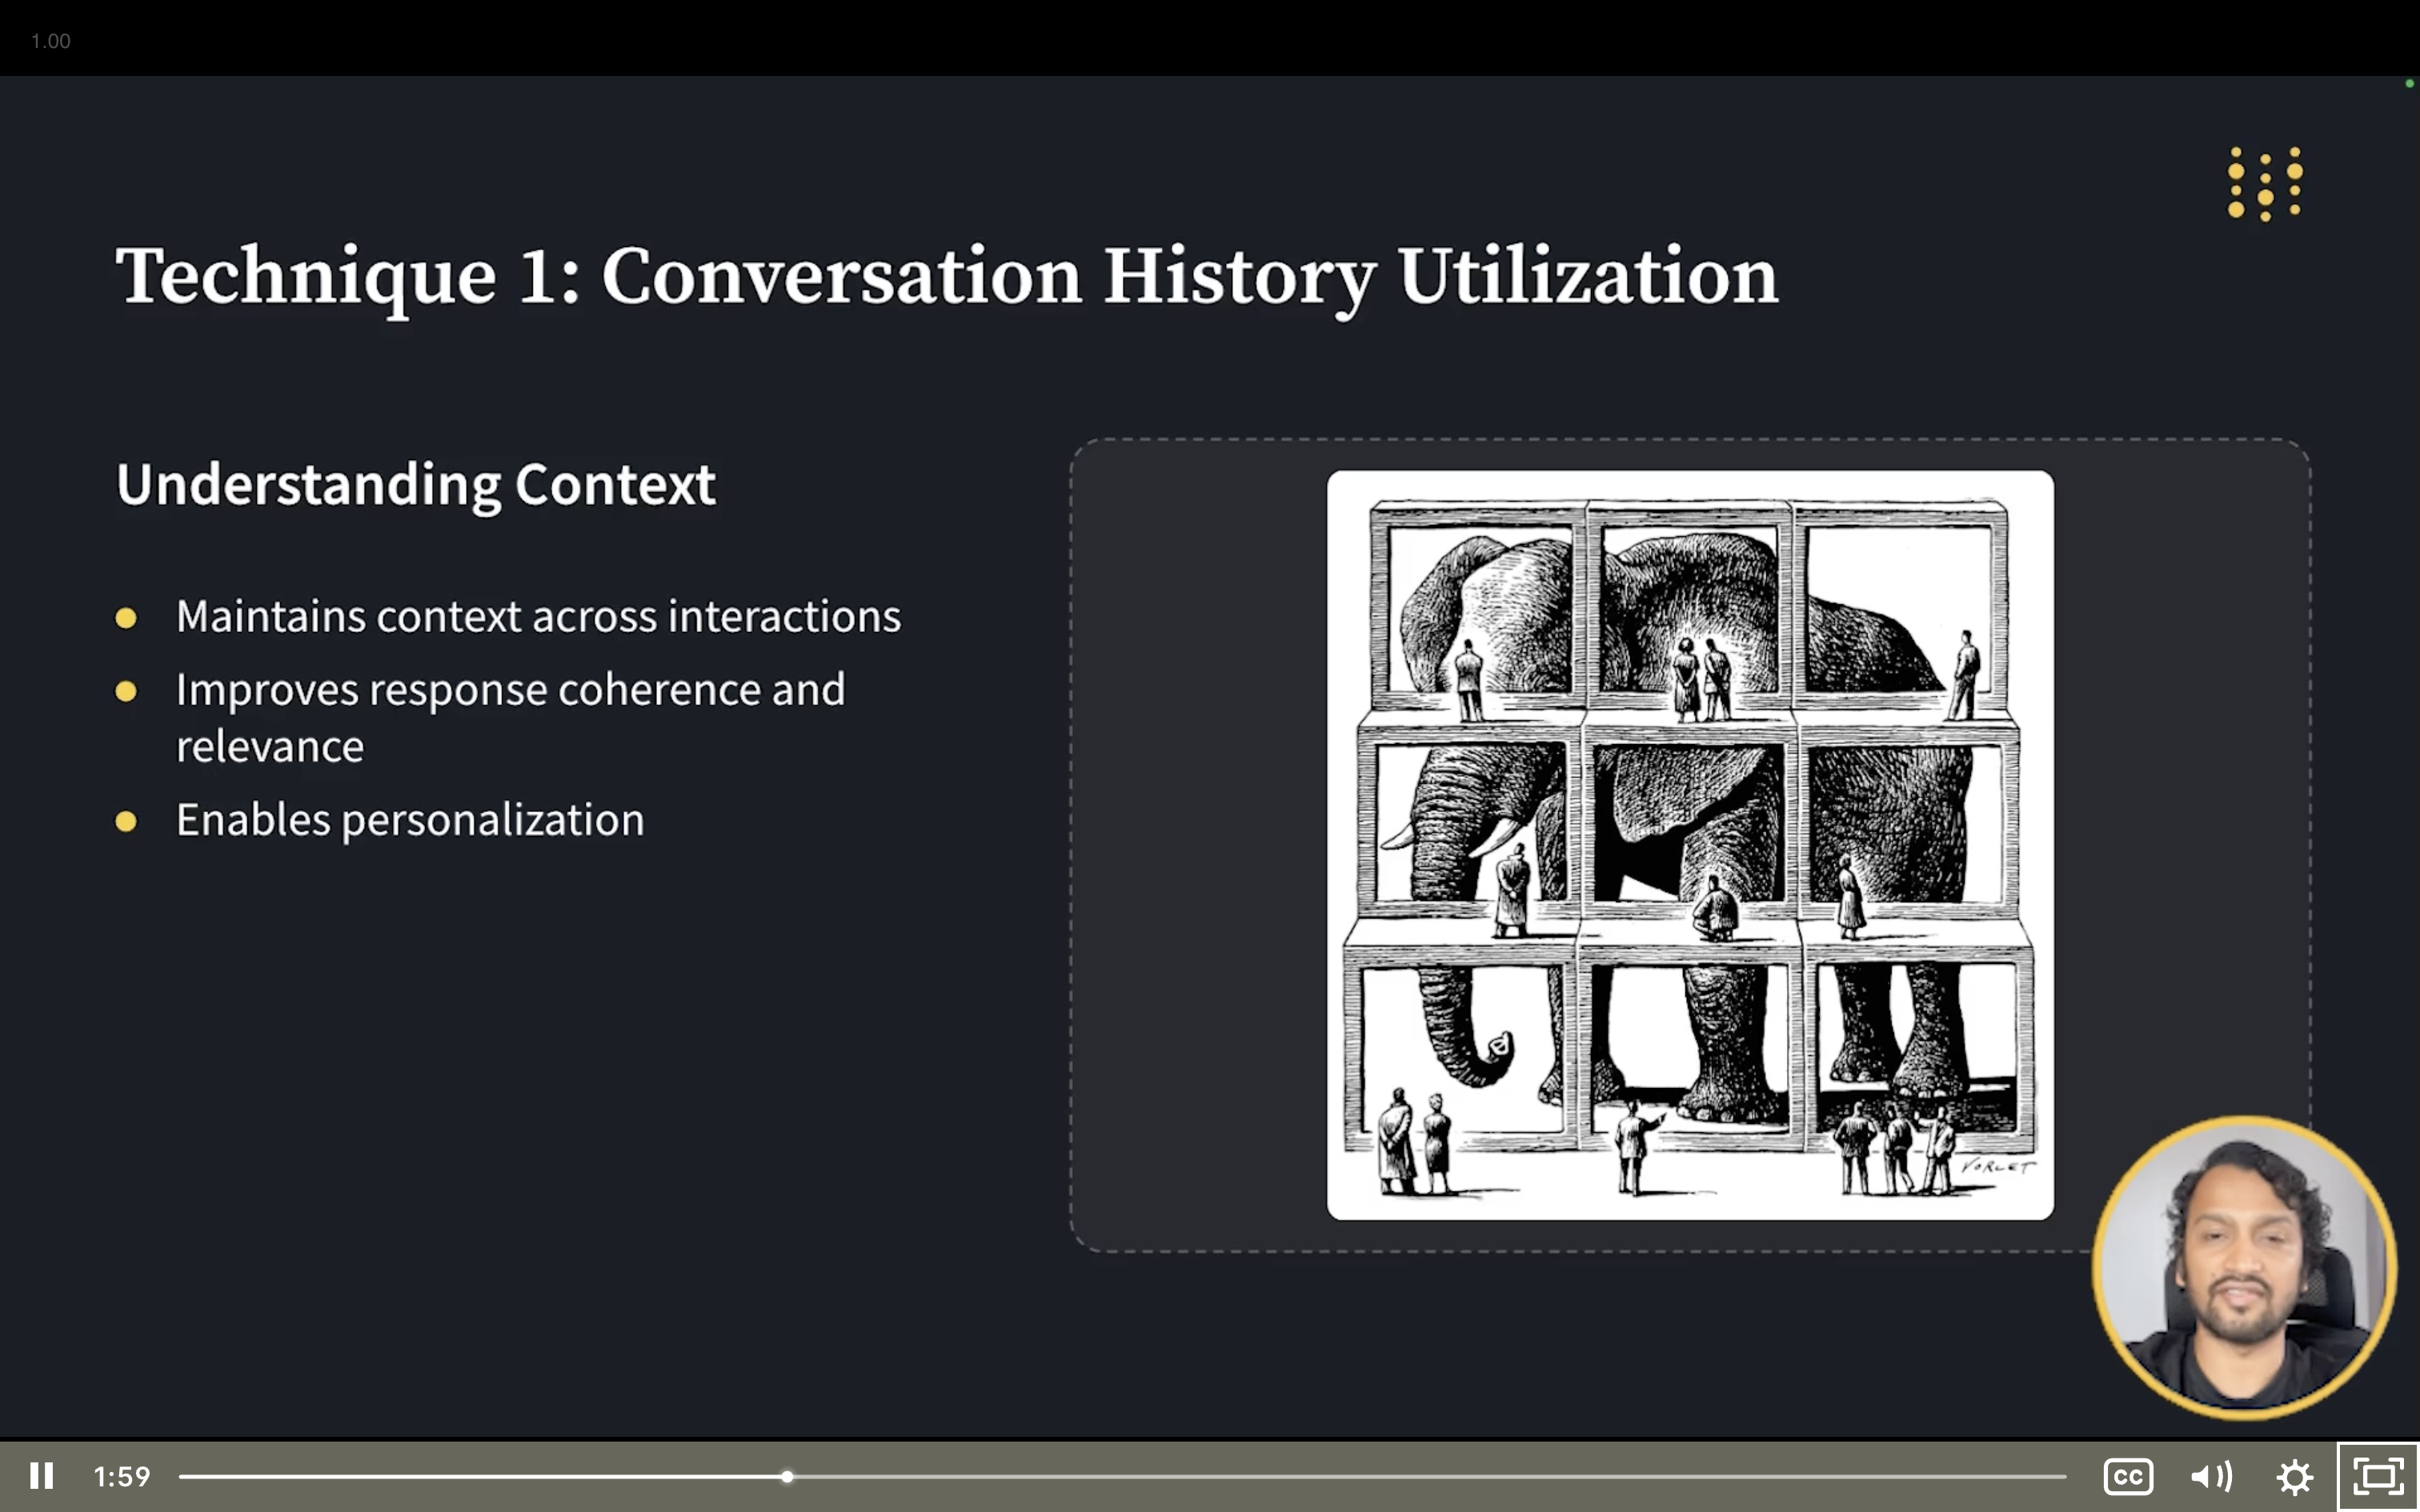 1.00
Technique 1: Conversation History Utilization
Understanding Context
Maintains context across interactions
Improves response coherence and
relevance
Enables personalization
VORLET
1:59
CC